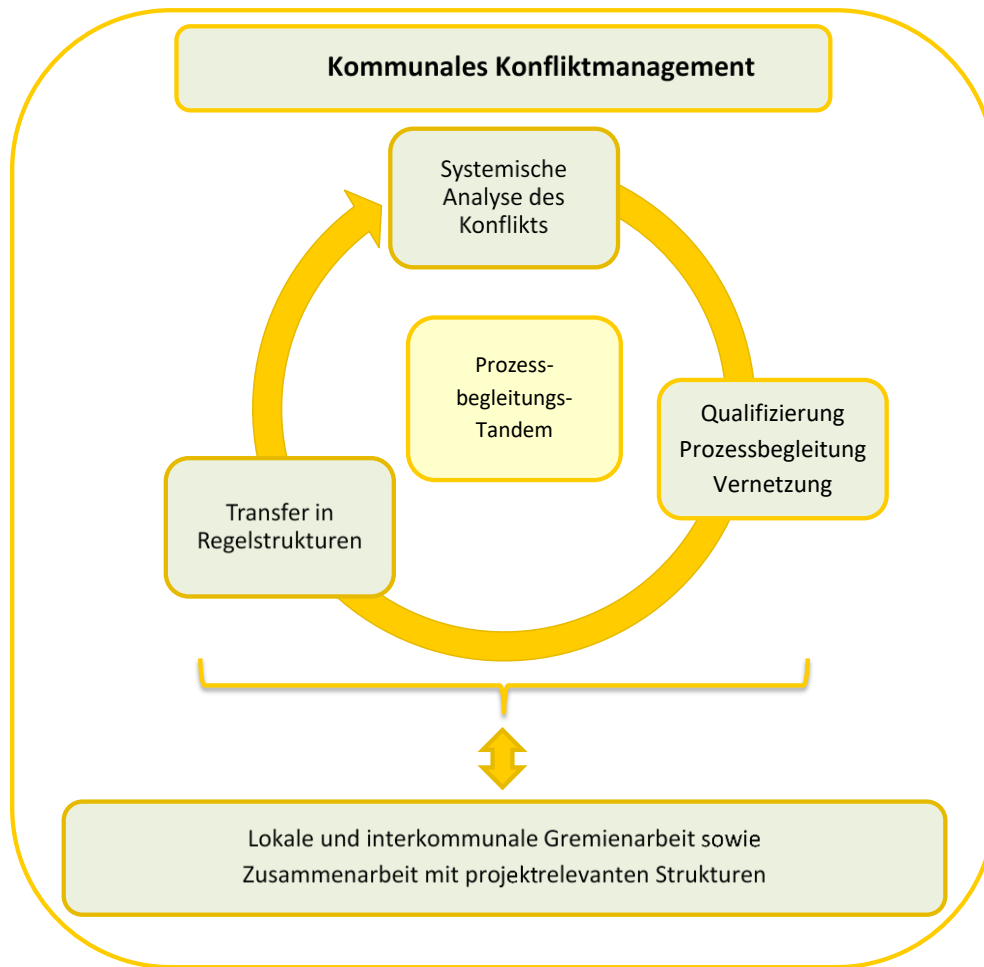 Kommunales Konfliktmanagement
Systemische
Analyse des
Konflikts
Prozess-
begleitungs-
Tandem
Qualifizierung
Prozessbegleitung
Vernetzung
Transfer in
Regelstrukturen
Lokale und interkommunale Gremienarbeit sowie
Zusammenarbeit mit projektrelevanten Strukturen